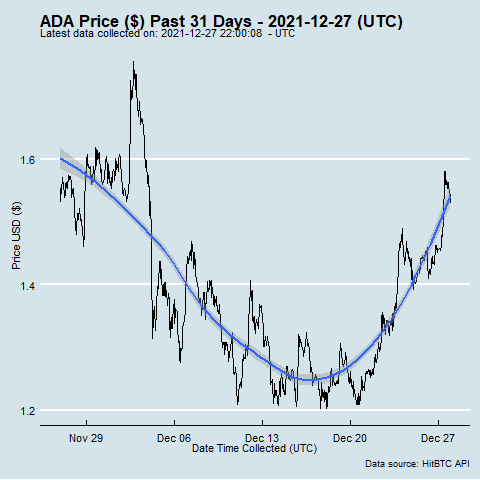 ADA Price ($) Past 31 Days - 2021-12-27 (UTC)
Latest data collected on: 2021-12-27 22:00:08 - UTC
1.6
1.4
1.2
Price USD ($)
Nov 29 Dec 06 Dec 13 Dec 20 Dec 27
Date Time Collected (UTC)
Data source: HitBTC API